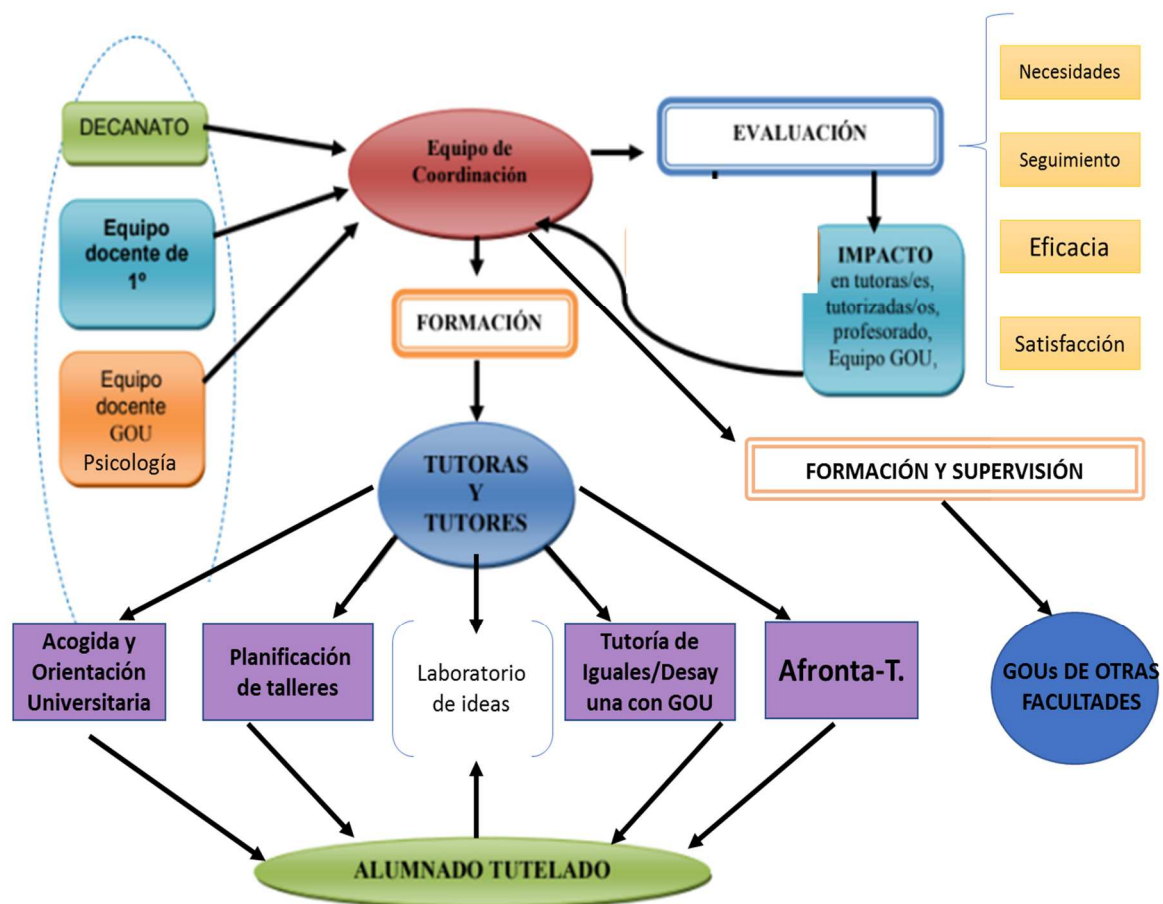 DECANATO
Equipo
docente de
1º
Equipo
docente
GOU
Psicología
Equipo de
Coordinación
EVALUACIÓN
Necesidades
Seguimiento
Eficacia
Satisfacción
IMPACTO
en tutoras/es,
tutorizadas/os,
profesorado,
Equipo GOU,
FORMACIÓN
TUTORAS
Y
TUTORES
FORMACIÓN Y SUPERVISIÓN
Acogida y
Orientación
Universitaria
Planificación
de talleres
Laboratorio
de ideas
Tutoría de
Iguales/Desay
una con GOU
Afronta-T.
GOUs DE OTRAS
FACULTADES
ALUMNADO TUTELADO